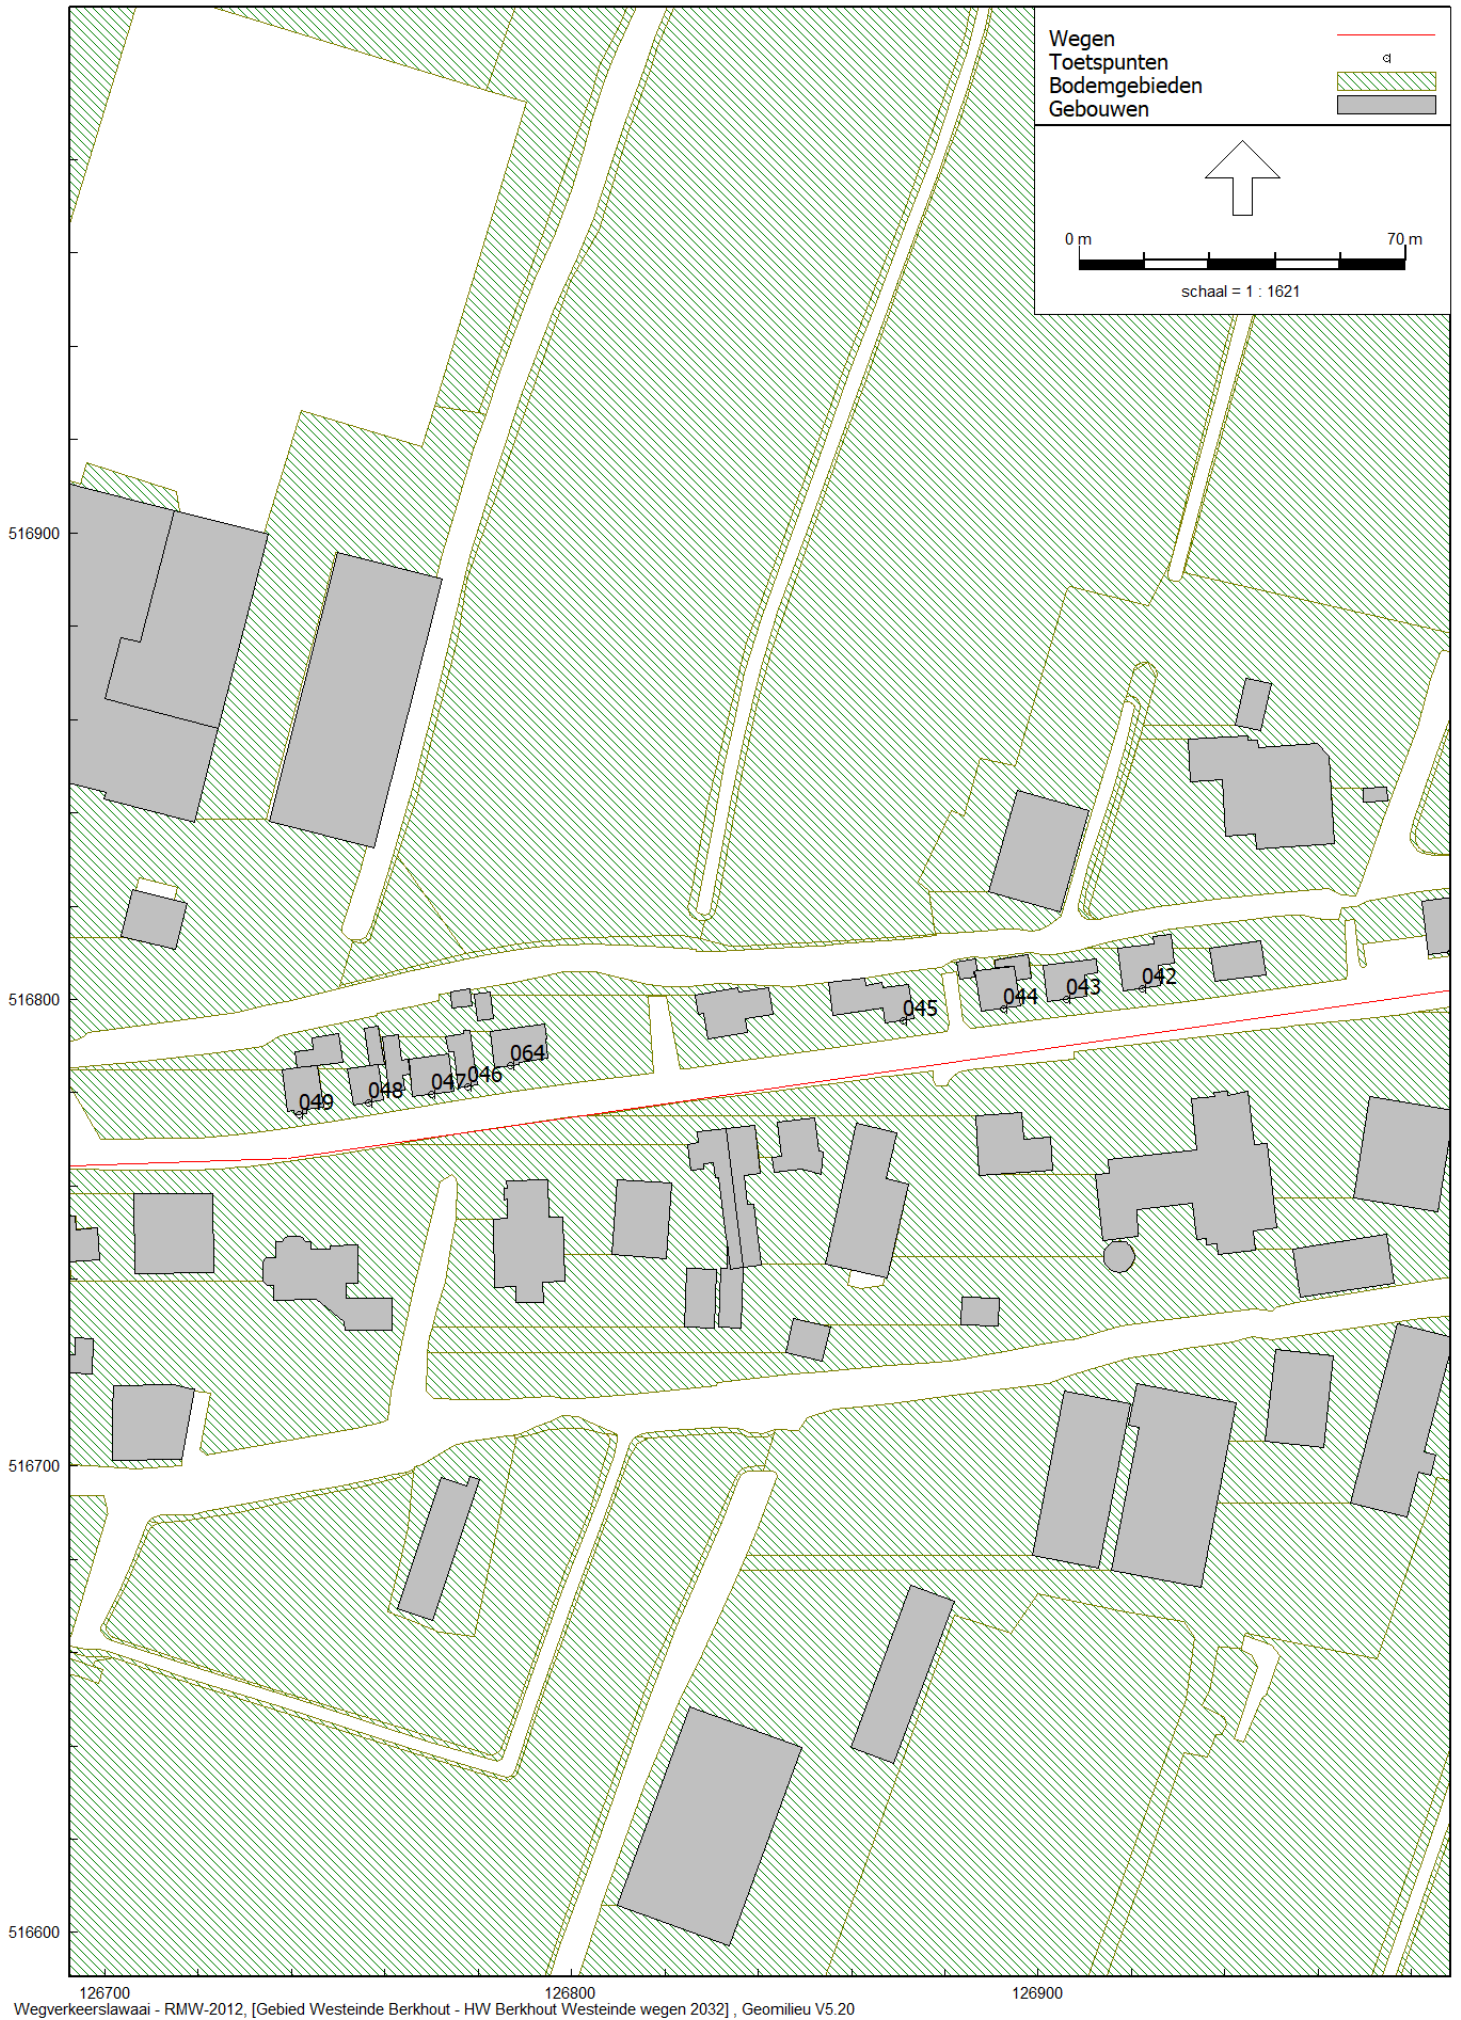 Wegen
Toetspunten
Bodemgebieden
Gebouwen
0 m 70 m
schaal = 1 : 1621
516900
516800
516700
516600
042
043
044
045
064
046
047
048
049
126700 126800 126900
Wegverkeerslawaai - RMW-2012, [Gebied Westeinde Berkhout - HW Berkhout Westeinde wegen 2032] , Geomilieu V5.20